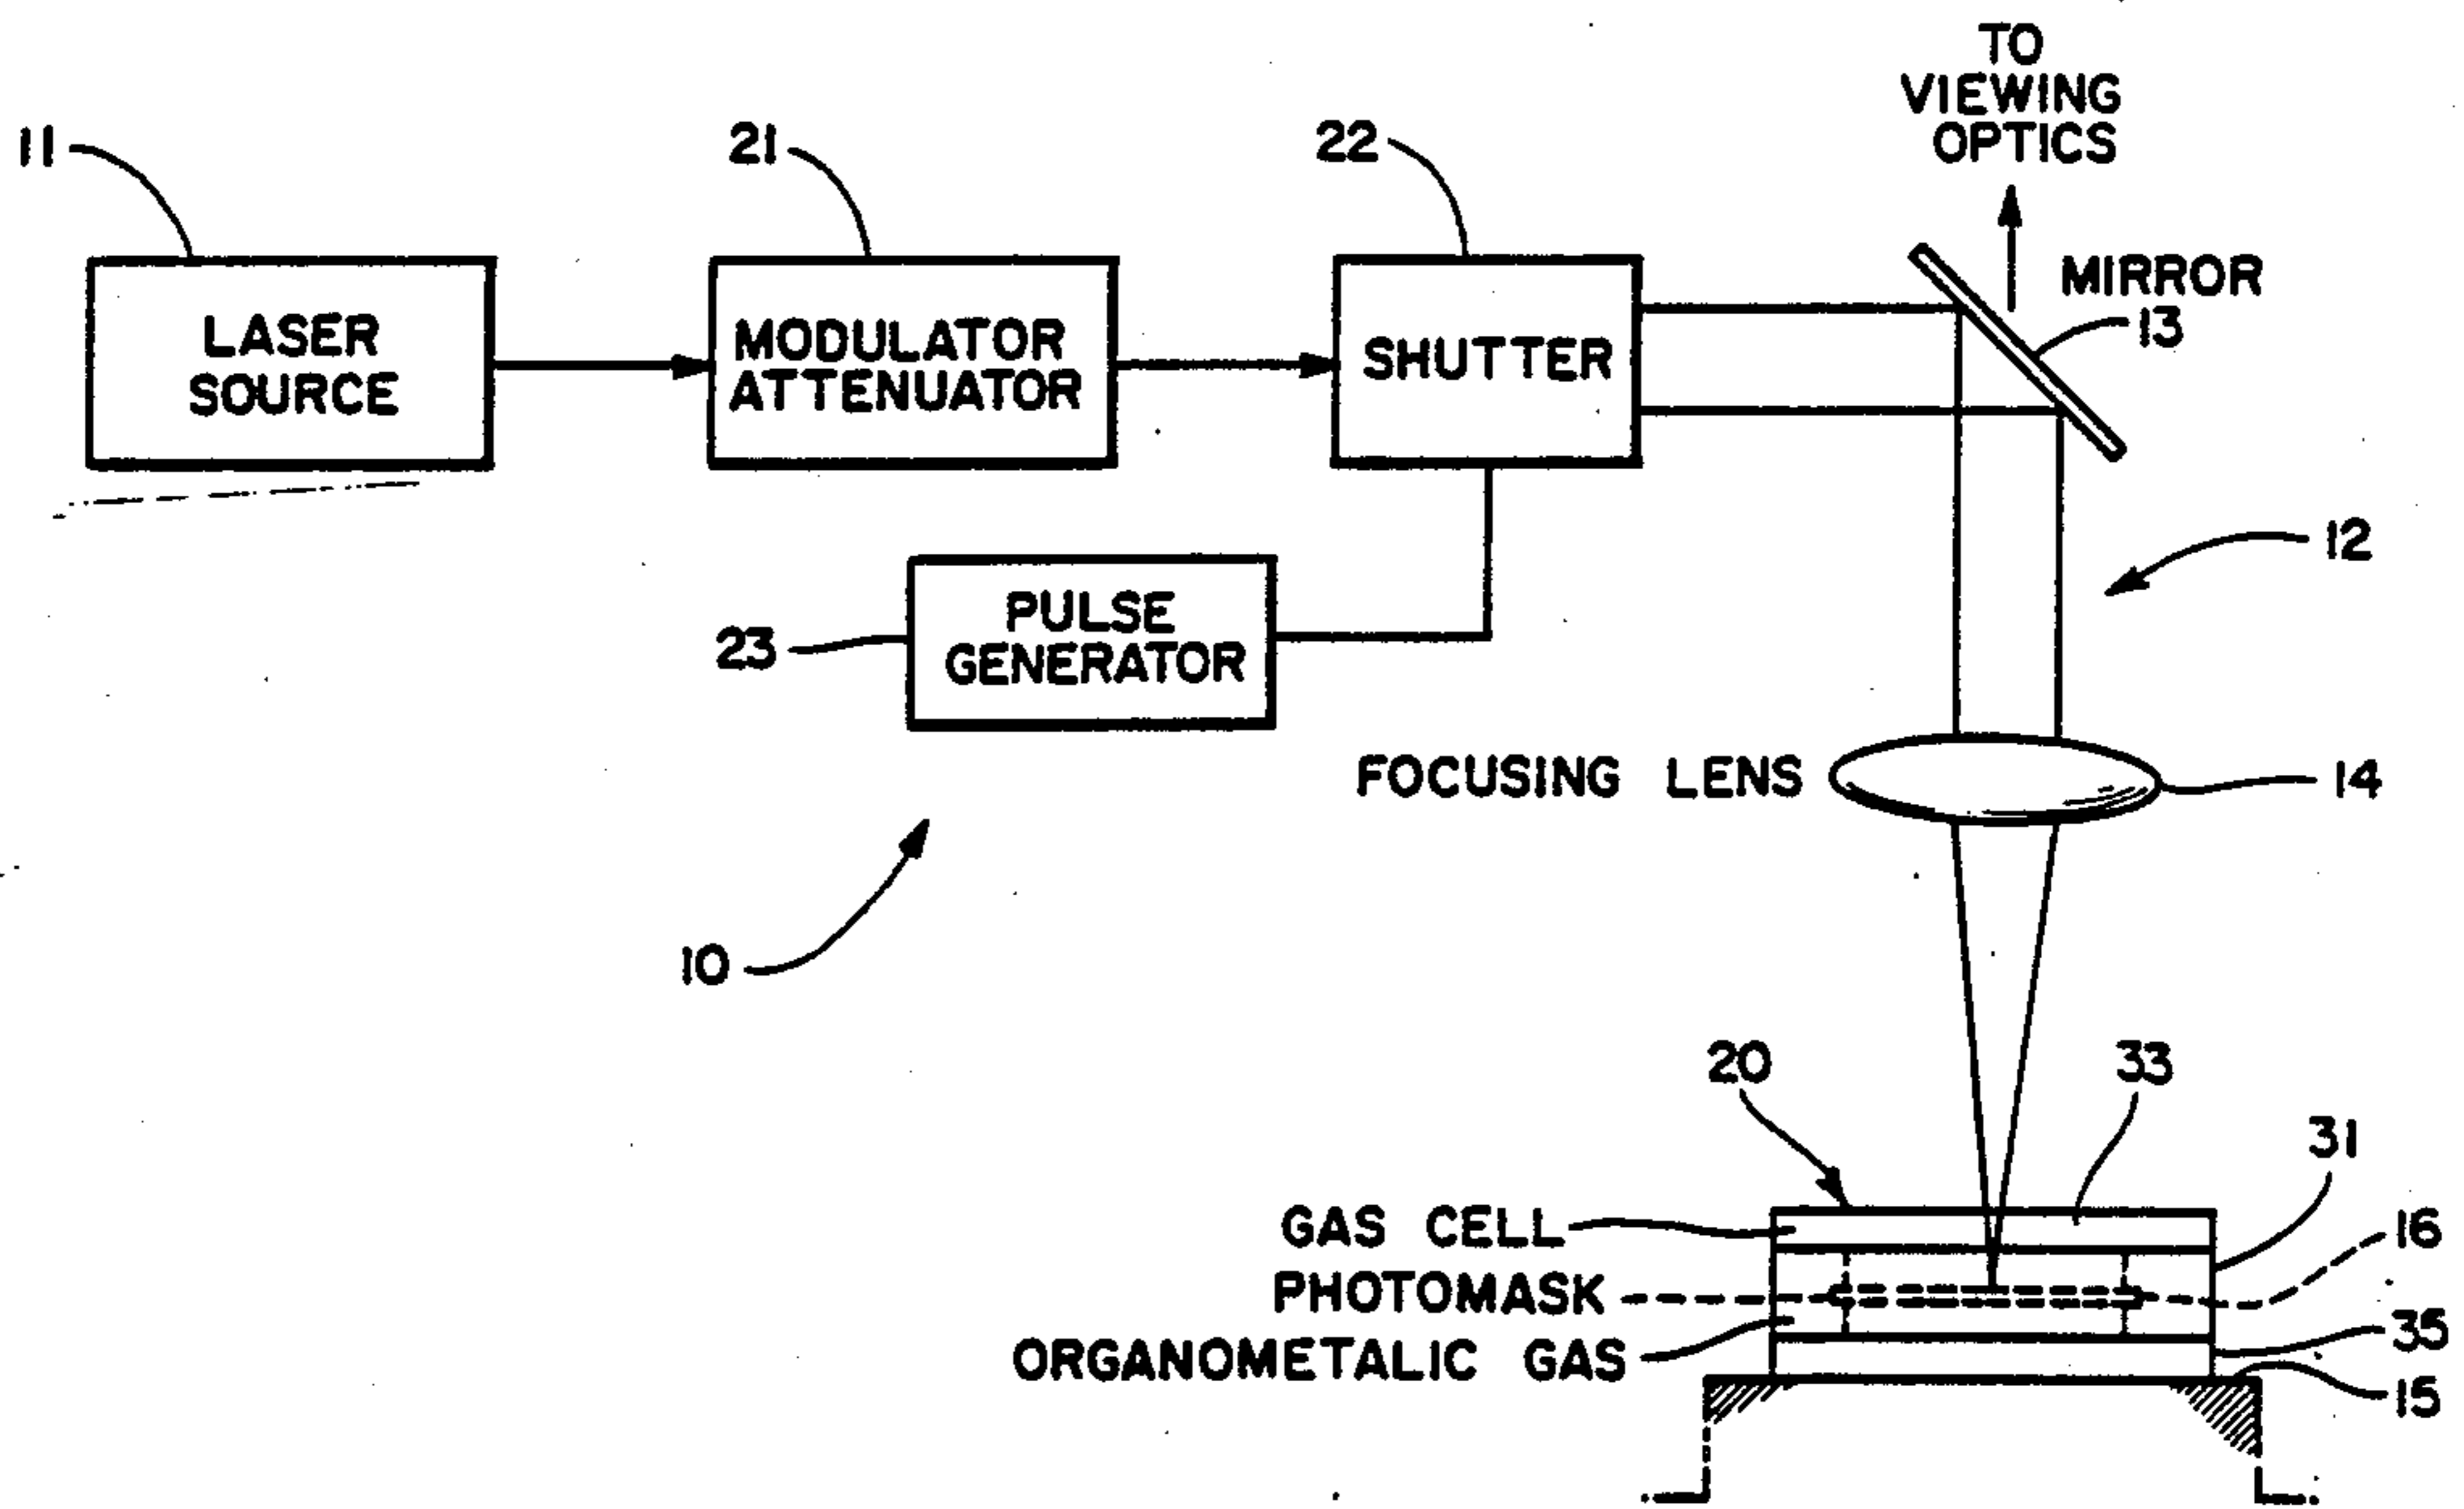 TO
VIEWING
OPTICS
11
21
22
MIRROR
13
LASER
SOURCE
MODULATOR
ATTENUATOR
SHUTTER
12
PULSE
GENERATOR
23
FOCUSING LENS
14
10
20
33
31
GAS CELL
16
PHOTOMASK
35
ORGANOMETALIC GAS
15